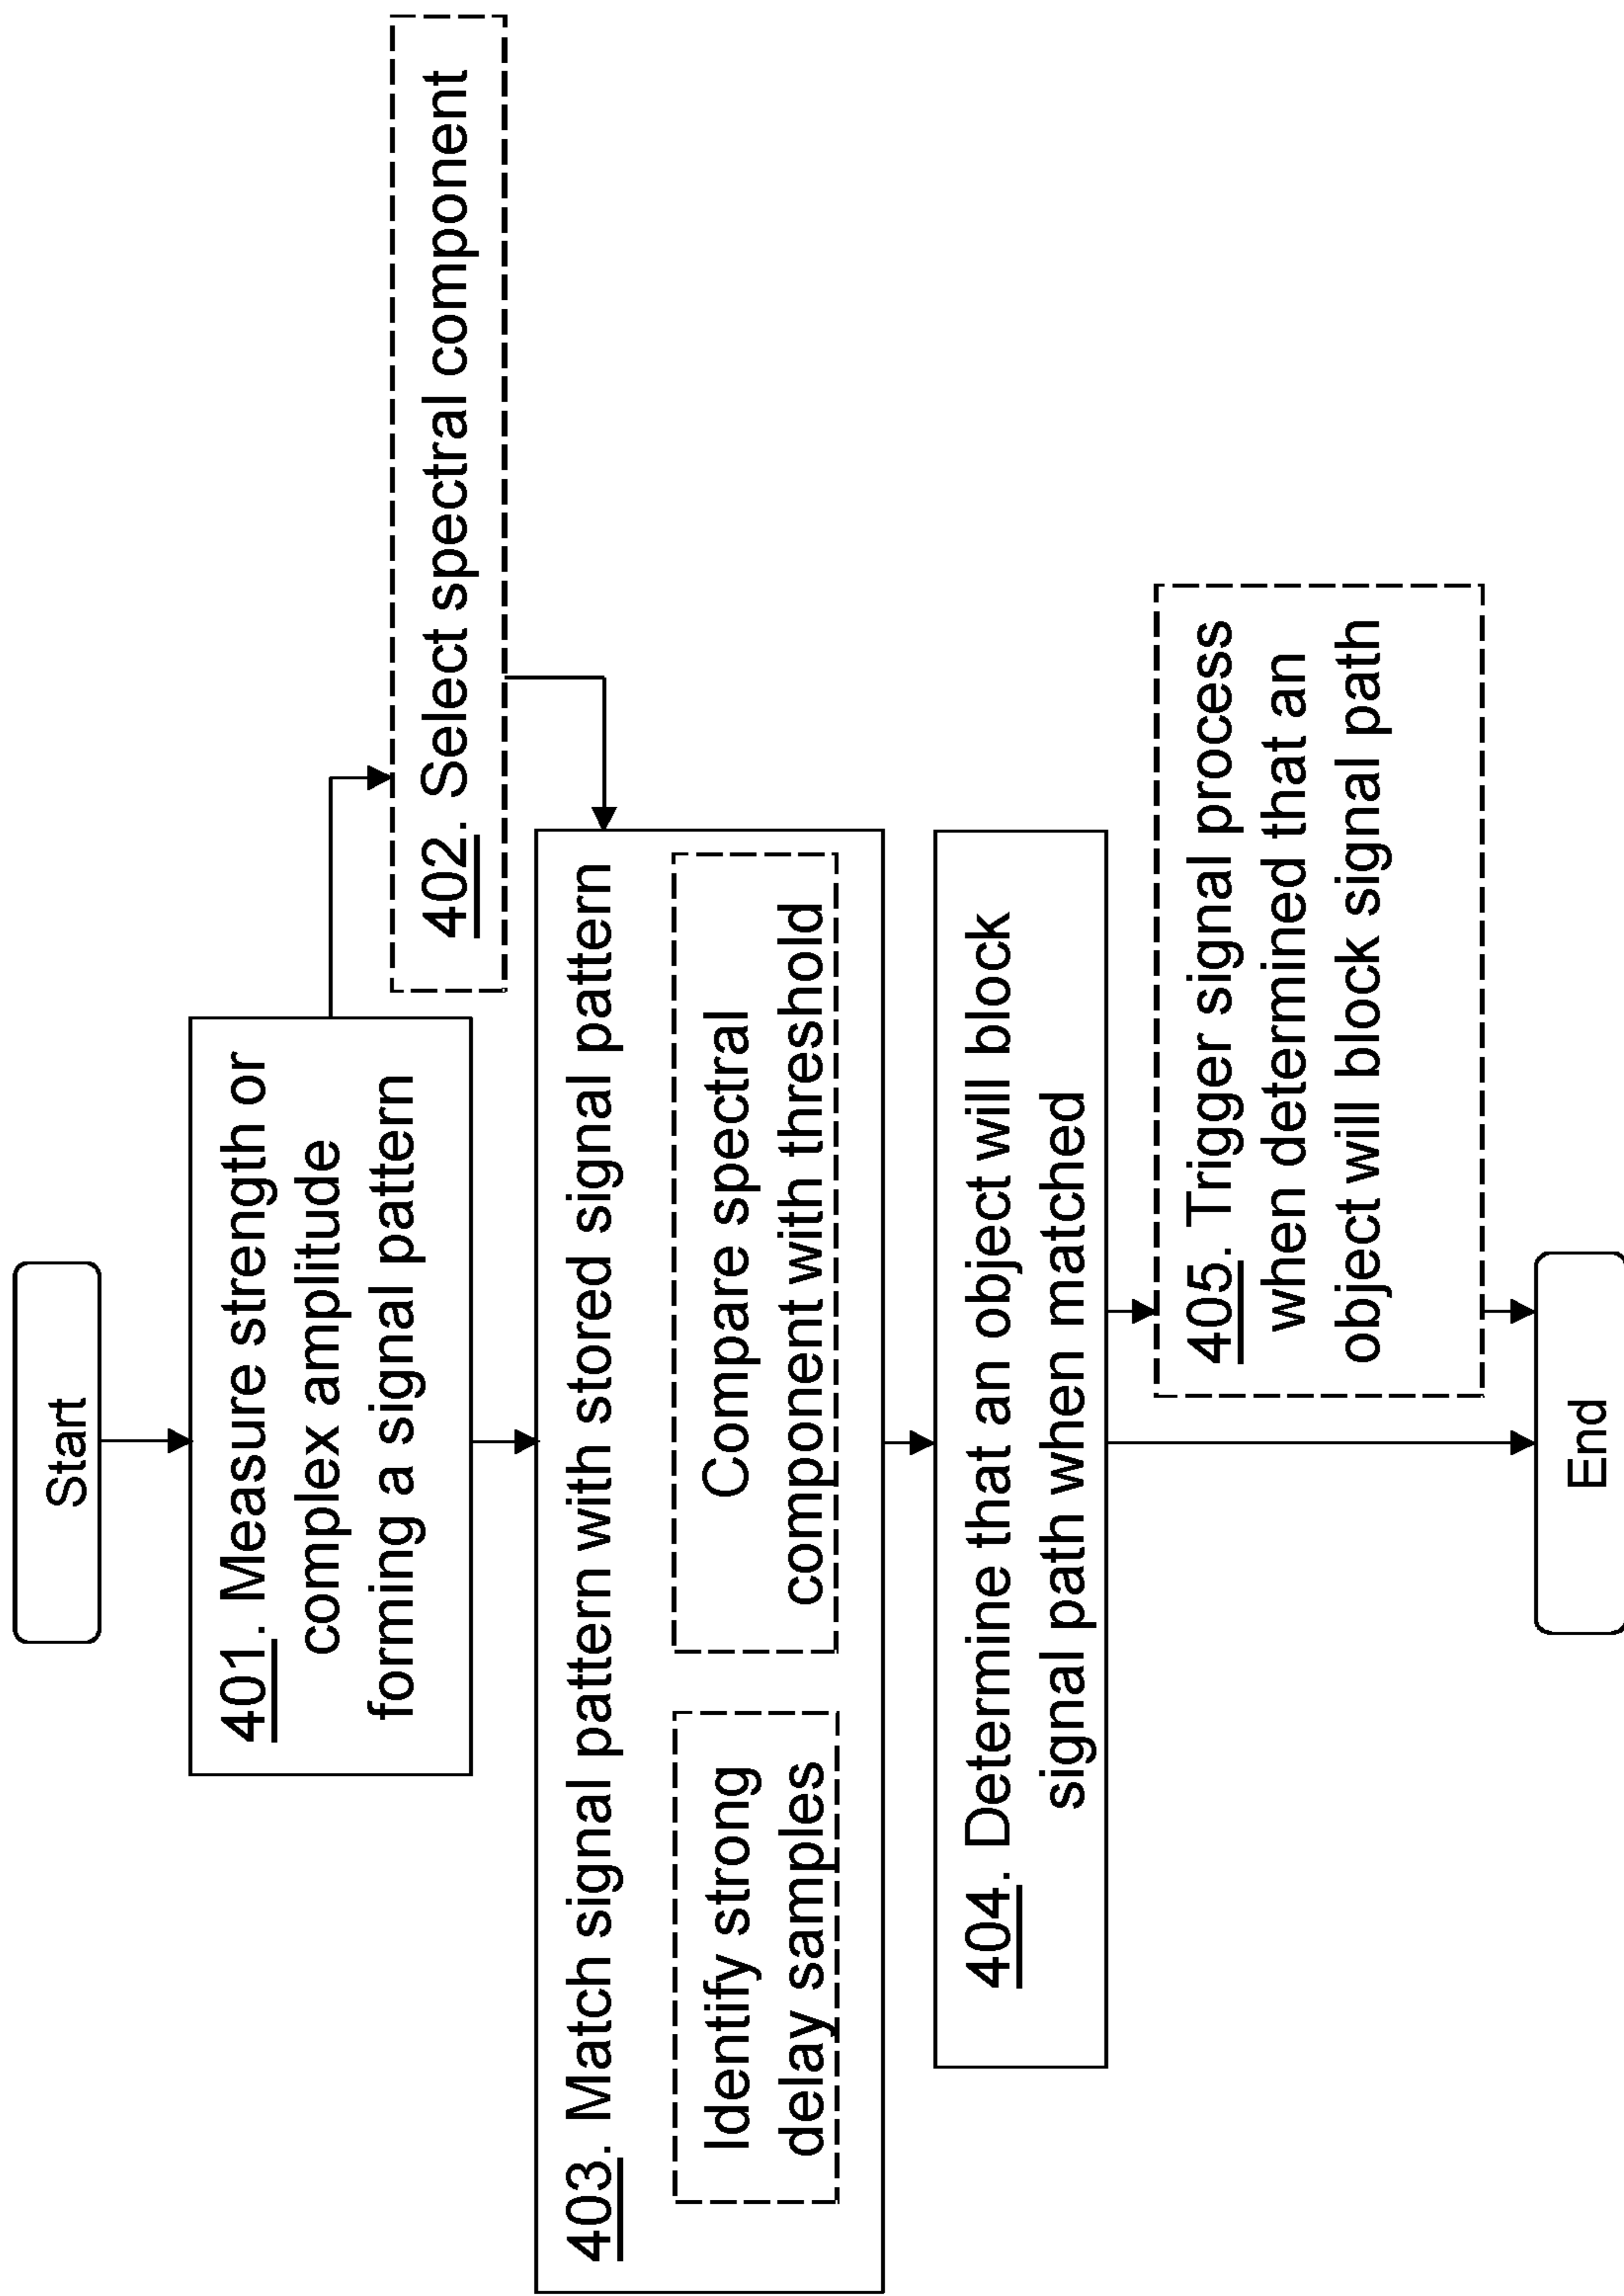 Start
401. Measure strength or
complex amplitude
forming a signal pattern
402. Select spectral component
403. Match signal pattern with stored signal pattern
Identify strong
delay samples
Compare spectral
component with threshold
404. Determine that an object will block
signal path when matched
405. Trigger signal process
when determined that an
object will block signal path
End